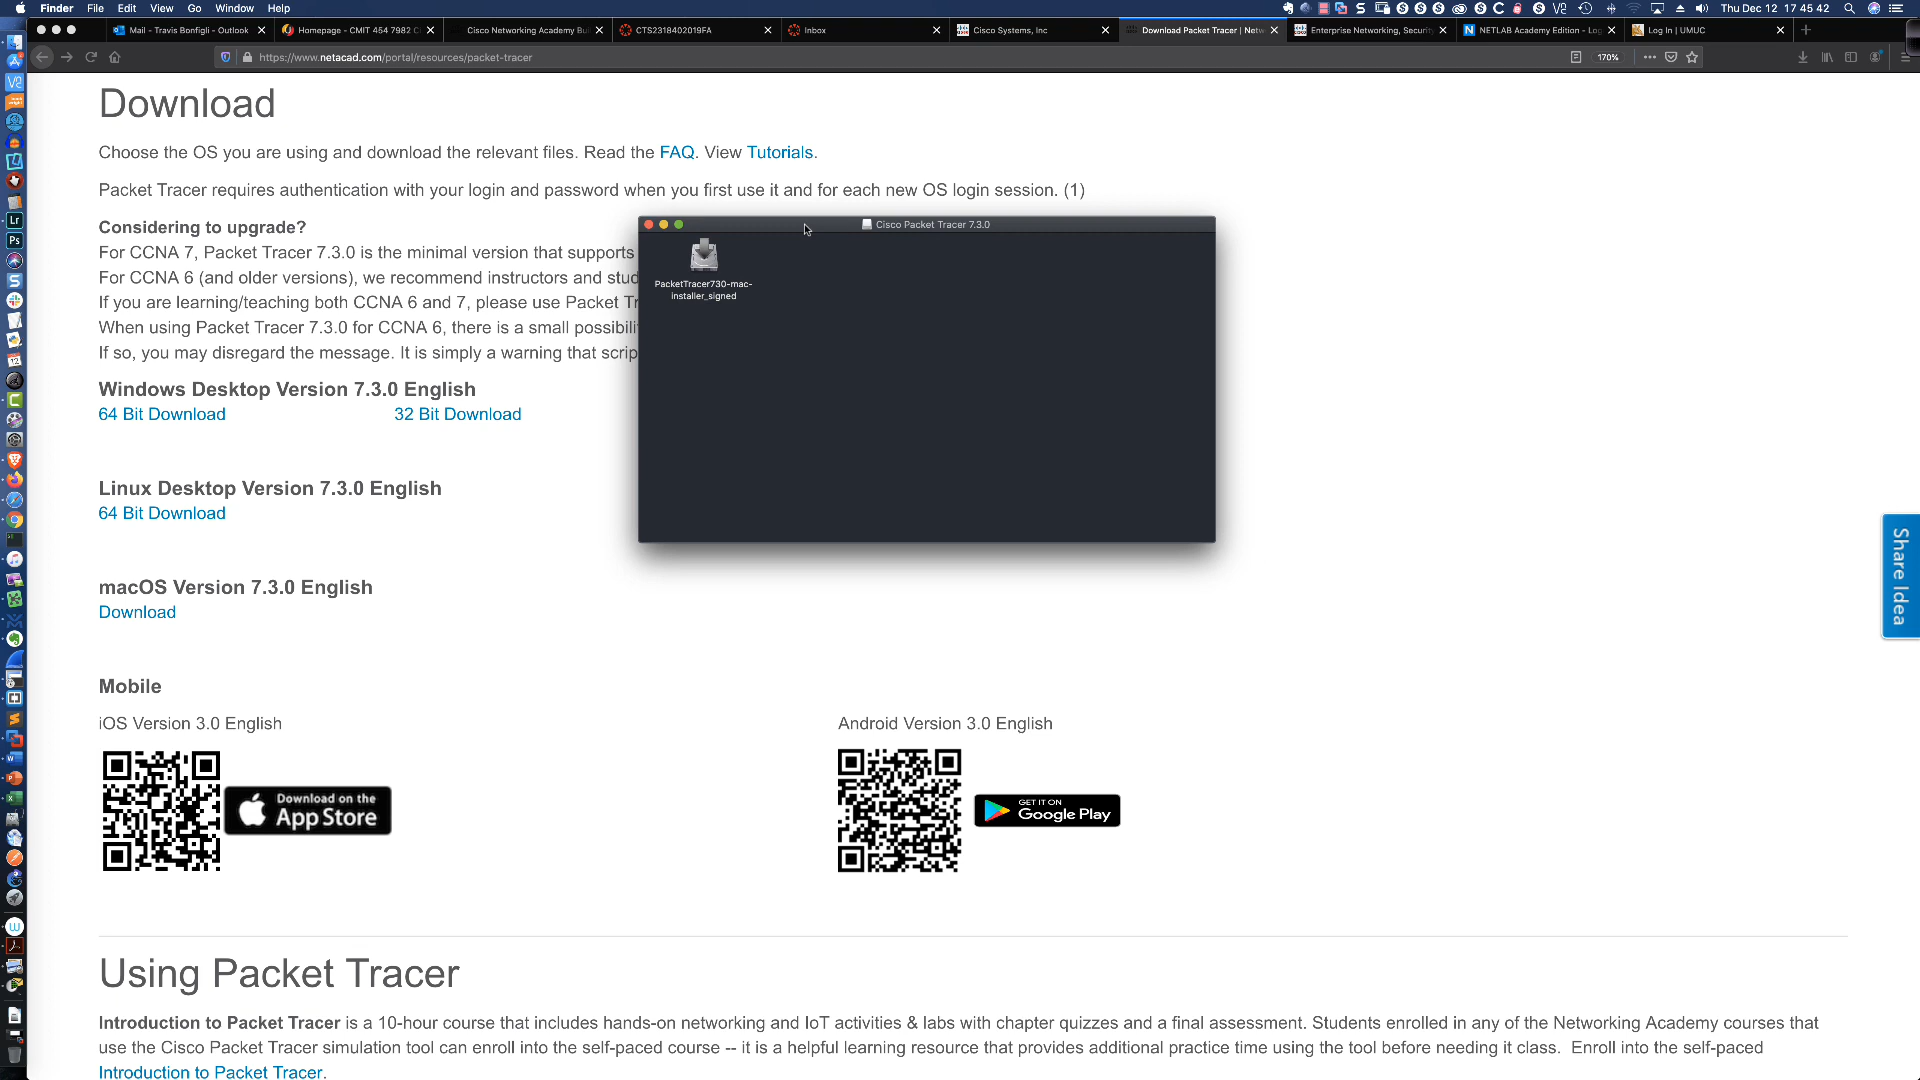 Finder File Edit View Go Window Help
Thu Dec 12 17 45 42
Mail - Travis Bonfigli - Outlook
Homepage - CMIT 454 7982 C
Cisco Networking Academy Bui
CTS2318402019FA
Inbox
Cisco Systems, Inc
Download Packet Tracer | Netw
Enterprise Networking, Security
NETLAB Academy Edition - Log
Log In | UMUC
https://www.netacad.com/portal/resources/packet-tracer
170%
Download
Choose the OS you are using and download the relevant files. Read the FAQ. View Tutorials.
Packet Tracer requires authentication with your login and password when you first use it and for each new OS login session. (1)
Considering to upgrade?
For CCNA 7, Packet Tracer 7.3.0 is the minimal version that supports
For CCNA 6 (and older versions), we recommend instructors and stud
If you are learning/teaching both CCNA 6 and 7, please use Packet Tr
When using Packet Tracer 7.3.0 for CCNA 6, there is a small possibili
If so, you may disregard the message. It is simply a warning that scrip
Cisco Packet Tracer 7.3.0
PacketTracer730-mac-
installer_signed
Windows Desktop Version 7.3.0 English
64 Bit Download
32 Bit Download
Linux Desktop Version 7.3.0 English
64 Bit Download
macOS Version 7.3.0 English
Download
Share Idea
Mobile
iOS Version 3.0 English
Android Version 3.0 English
Download on the
App Store
GET IT ON
Google Play
Using Packet Tracer
Introduction to Packet Tracer is a 10-hour course that includes hands-on networking and IoT activities & labs with chapter quizzes and a final assessment. Students enrolled in any of the Networking Academy courses that
use the Cisco Packet Tracer simulation tool can enroll into the self-paced course -- it is a helpful learning resource that provides additional practice time using the tool before needing it class. Enroll into the self-paced
Introduction to Packet Tracer.